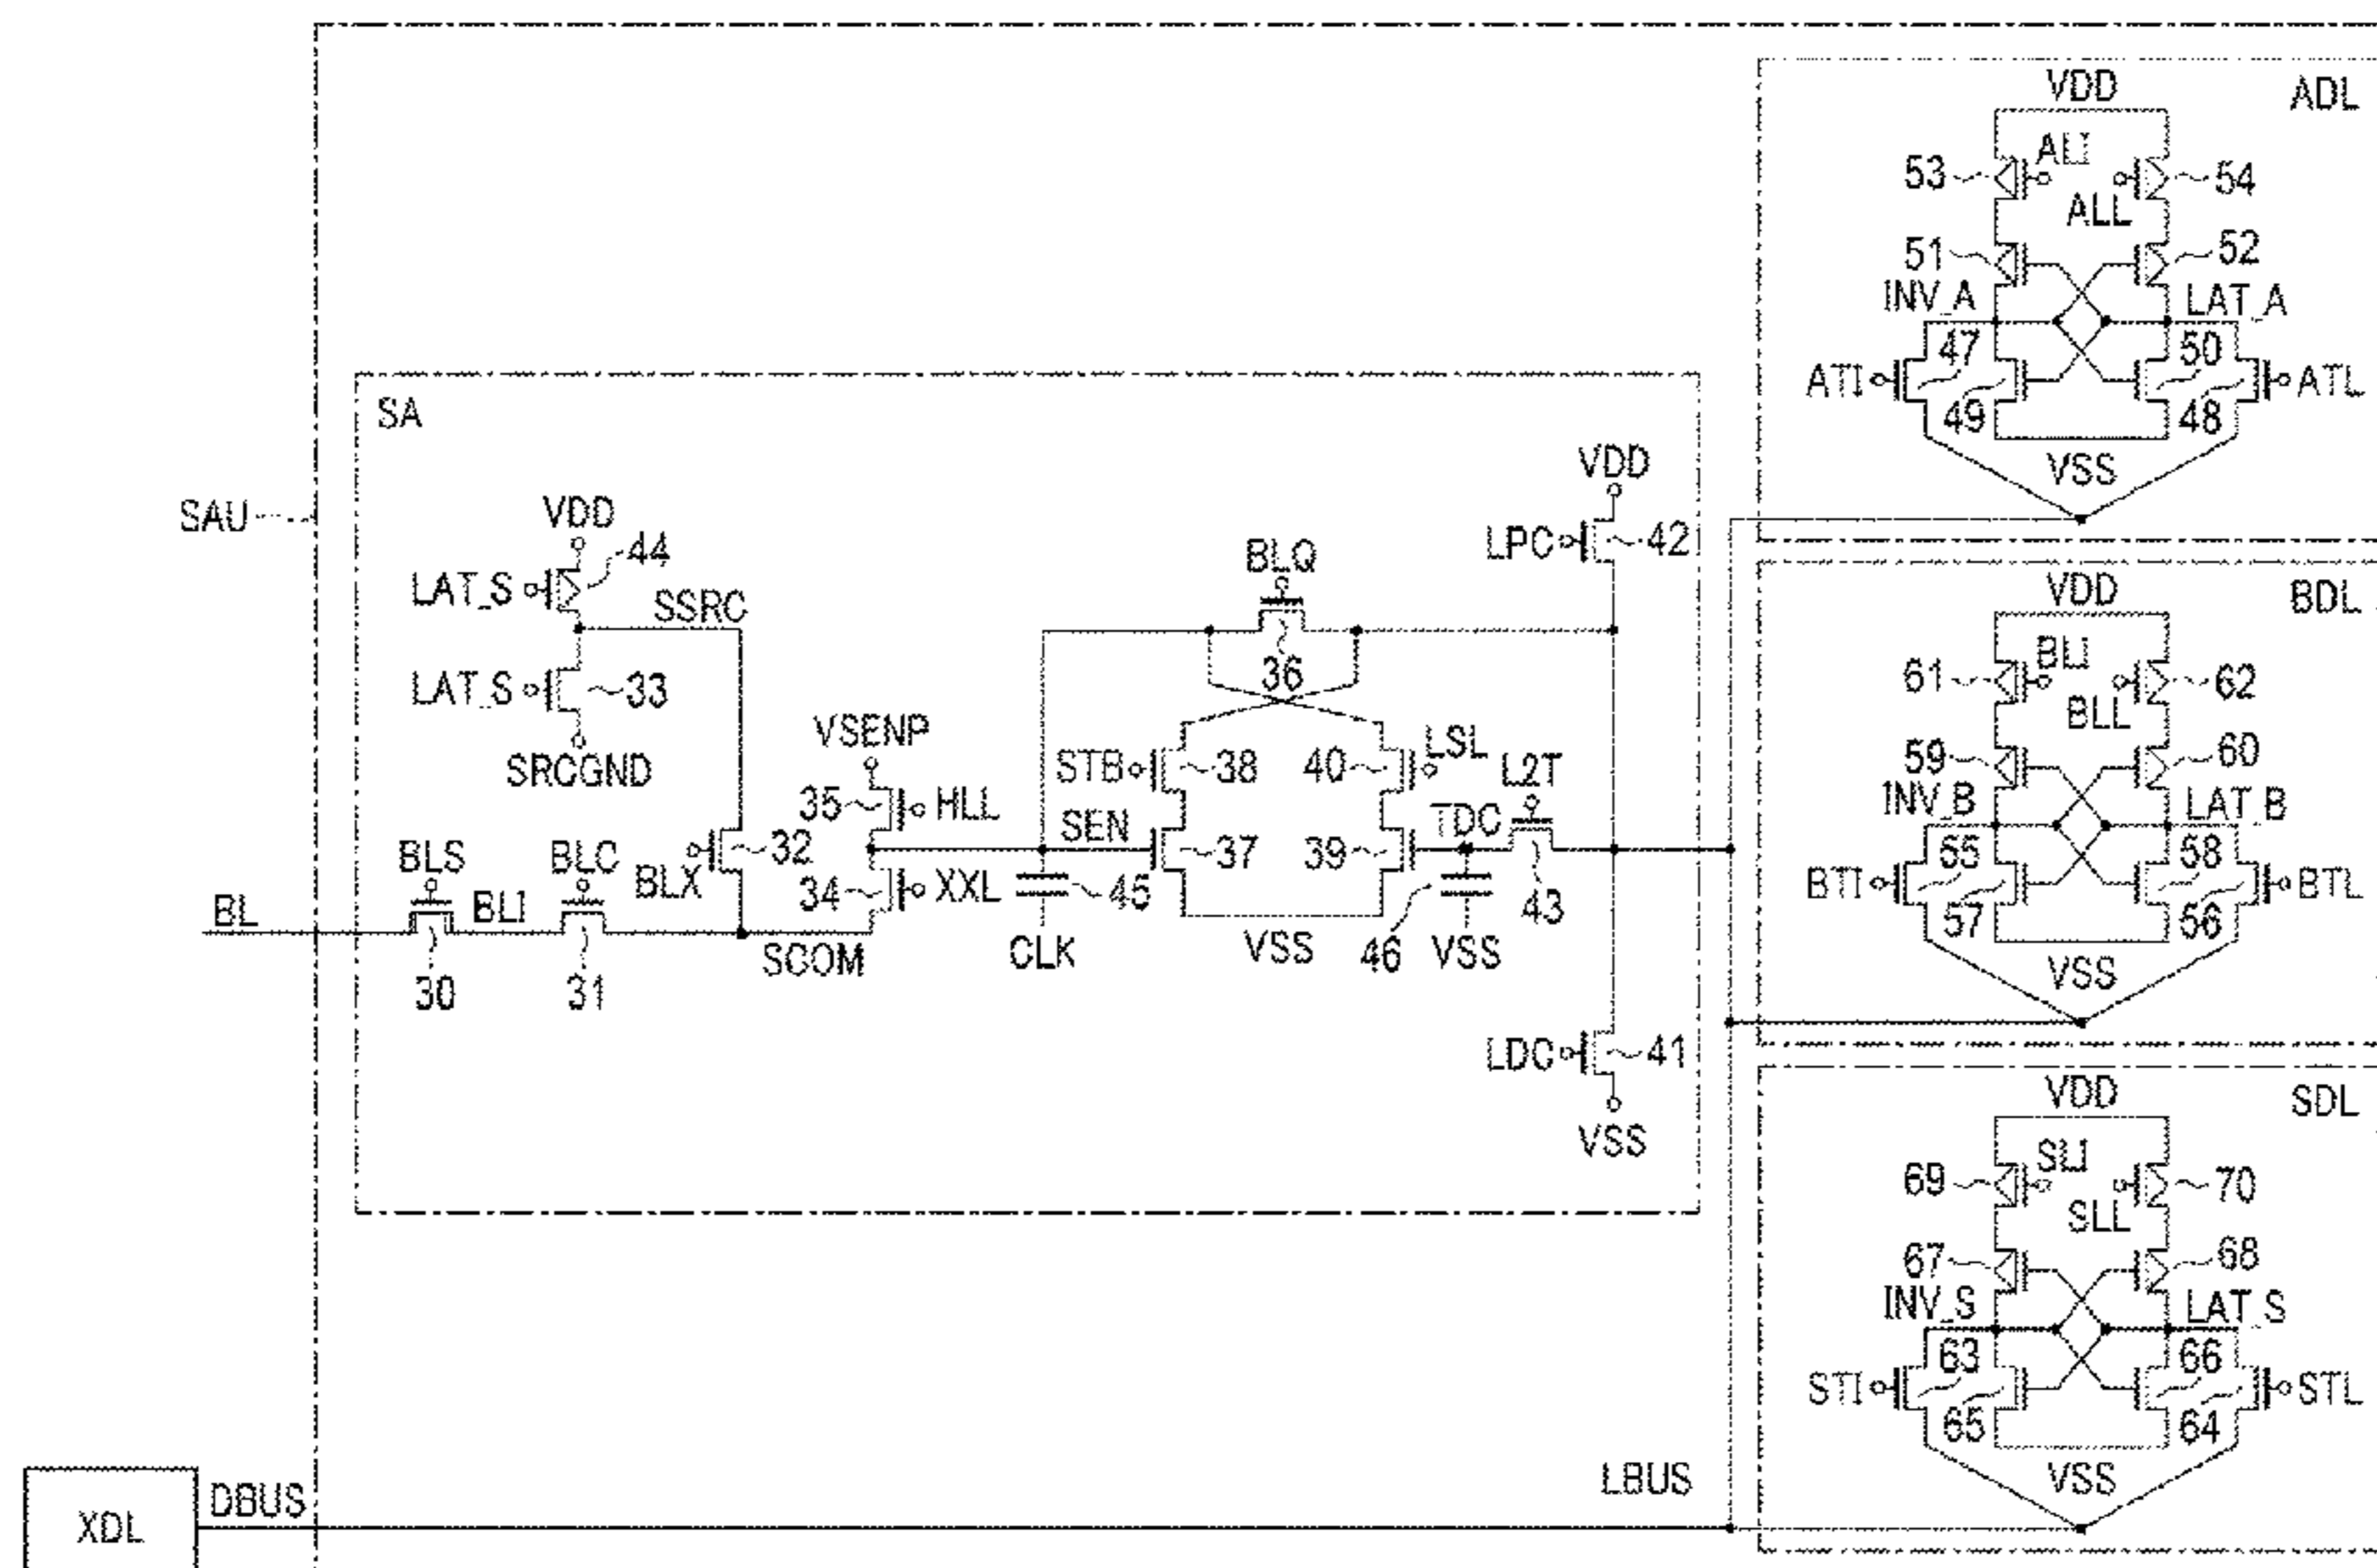 SAU
SA
VDD
44
LAT_S
SSRC
LAT_S
33
SRCGND
BL
BLS
30
BLI
BLC
31
BLX
32
SCOM
VSENP
35
HLL
34
XXL
SEN
45
CLK
BLQ
36
STB
38
37
VSS
40
LSL
39
TDC
L2T
43
46
VSS
VDD
LPC
42
LDC
41
VSS
VDD
ADL
53
ALI
54
ALL
51
52
INV_A
LAT_A
47
50
ATI
ATL
49
48
VSS
VDD
BDL
61
BLI
62
BLL
59
60
INV_B
LAT_B
55
58
BTI
BTL
57
56
VSS
VDD
SDL
69
SLI
70
SLL
67
68
INV_S
LAT_S
63
66
STI
STL
65
64
VSS
LBUS
DBUS
XDL